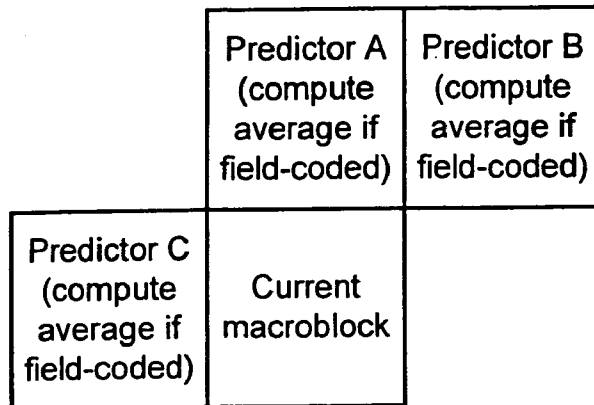 Predictor A
(compute
average if
field-coded)
Predictor B
(compute
average if
field-coded)
Predictor C
(compute
average if
field-coded)
Current
macroblock